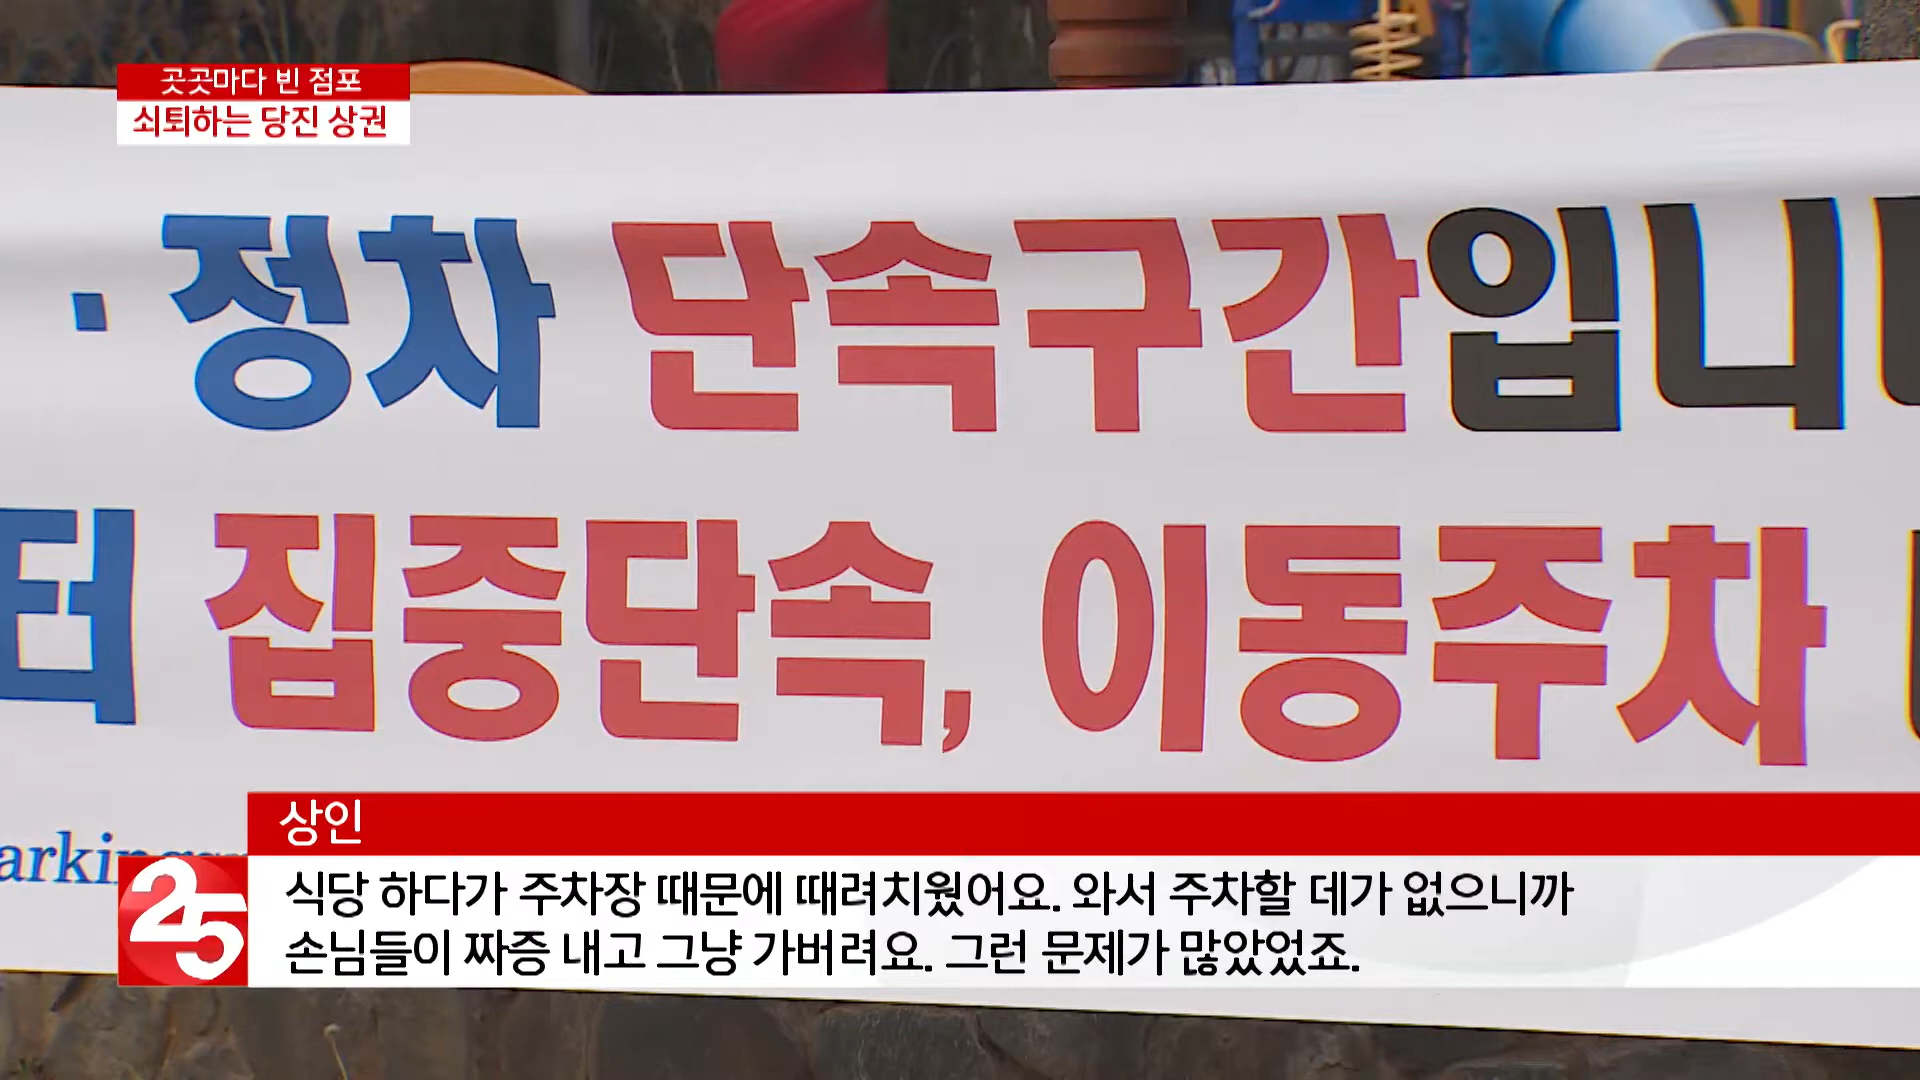 곳곳마다 빈 점포
쇠퇴하는 당진 상권
· 정차 단속구간입니
터 집중단속, 이동주차
상인
25
식당 하다가 주차장 때문에 때려치웠어요. 와서 주차할 데가 없으니까
손님들이 짜증 내고 그냥 가버려요. 그런 문제가 많았었죠.